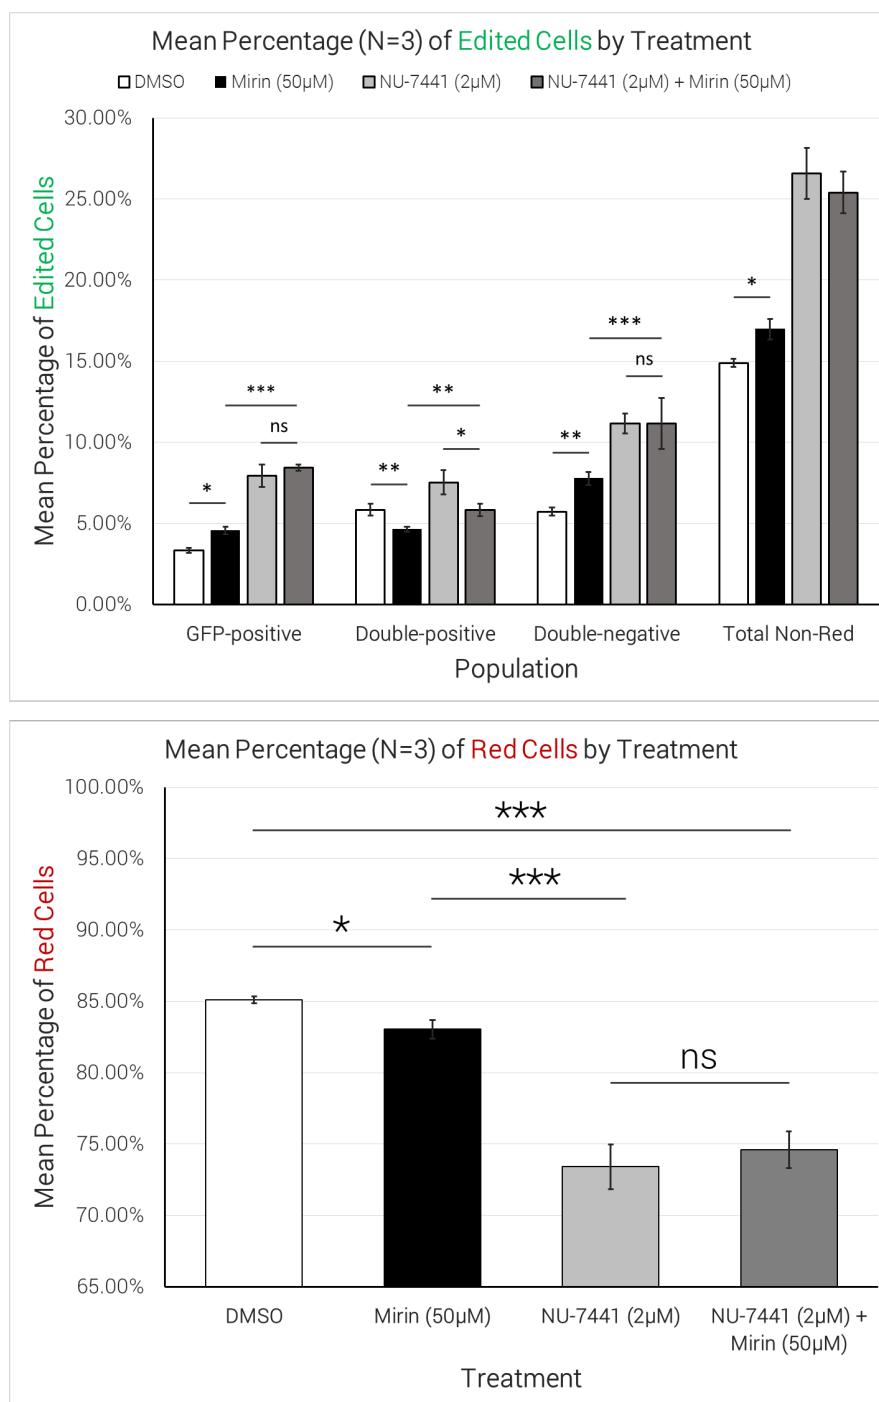 Mean Percentage (N=3) of Edited Cells by Treatment
DMSO Mirin (50µM) NU-7441 (2µM) NU-7441 (2µM) + Mirin (50µM)
Mean Percentage of Edited Cells
30.00%
25.00%
20.00%
15.00%
10.00%
5.00%
0.00%
*
***
ns
**
**
*
**
***
ns
*
GFP-positive Double-positive Double-negative Total Non-Red
Population
Mean Percentage (N=3) of Red Cells by Treatment
Mean Percentage of Red Cells
100.00%
95.00%
90.00%
85.00%
80.00%
75.00%
70.00%
65.00%
***
***
*
ns
DMSO Mirin (50µM) NU-7441 (2µM) NU-7441 (2µM) +
Mirin (50µM)
Treatment